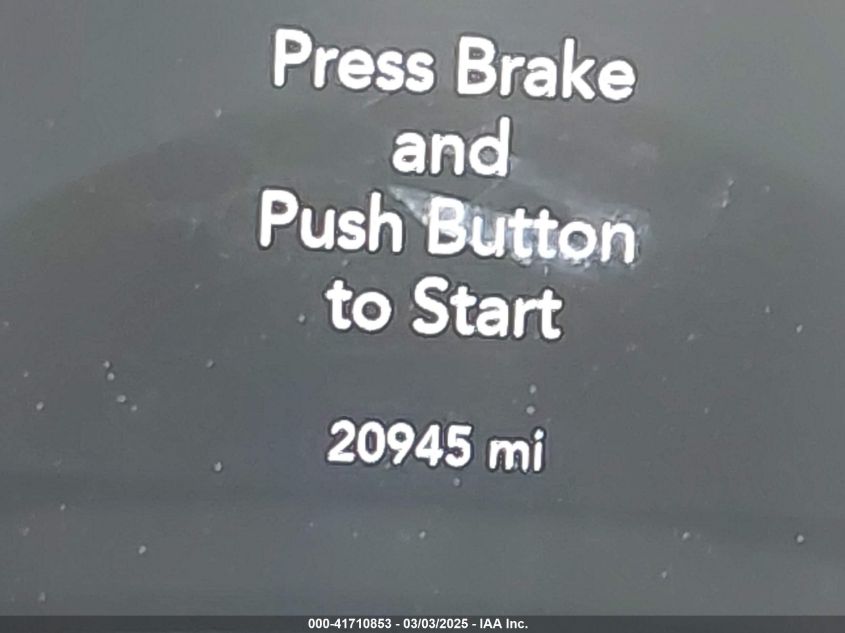 Press Brake
and
Push Button
to Start
20945 mi
000-41710853 - 03/03/2025 - IAA Inc.